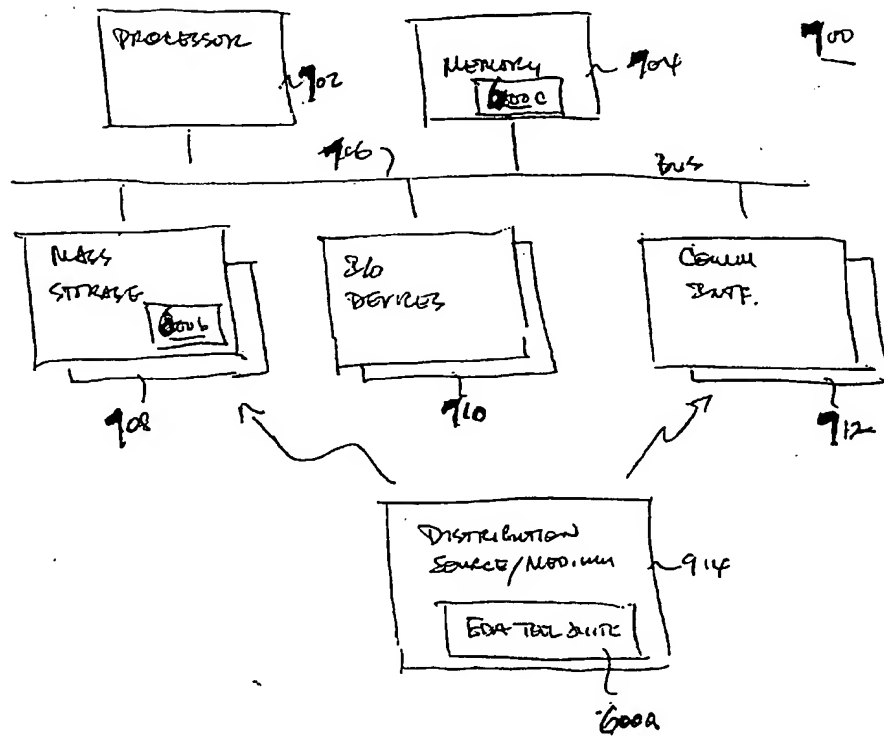 PROCESSOR
902
MEMORY
600c
904
900
906
BUS
MASS
STORAGE
600b
908
I/O
DEVICES
910
COMM
INTF.
912
DISTRIBUTION
SOURCE/MEDIUM
914
EDA TOOL SUITE
600a